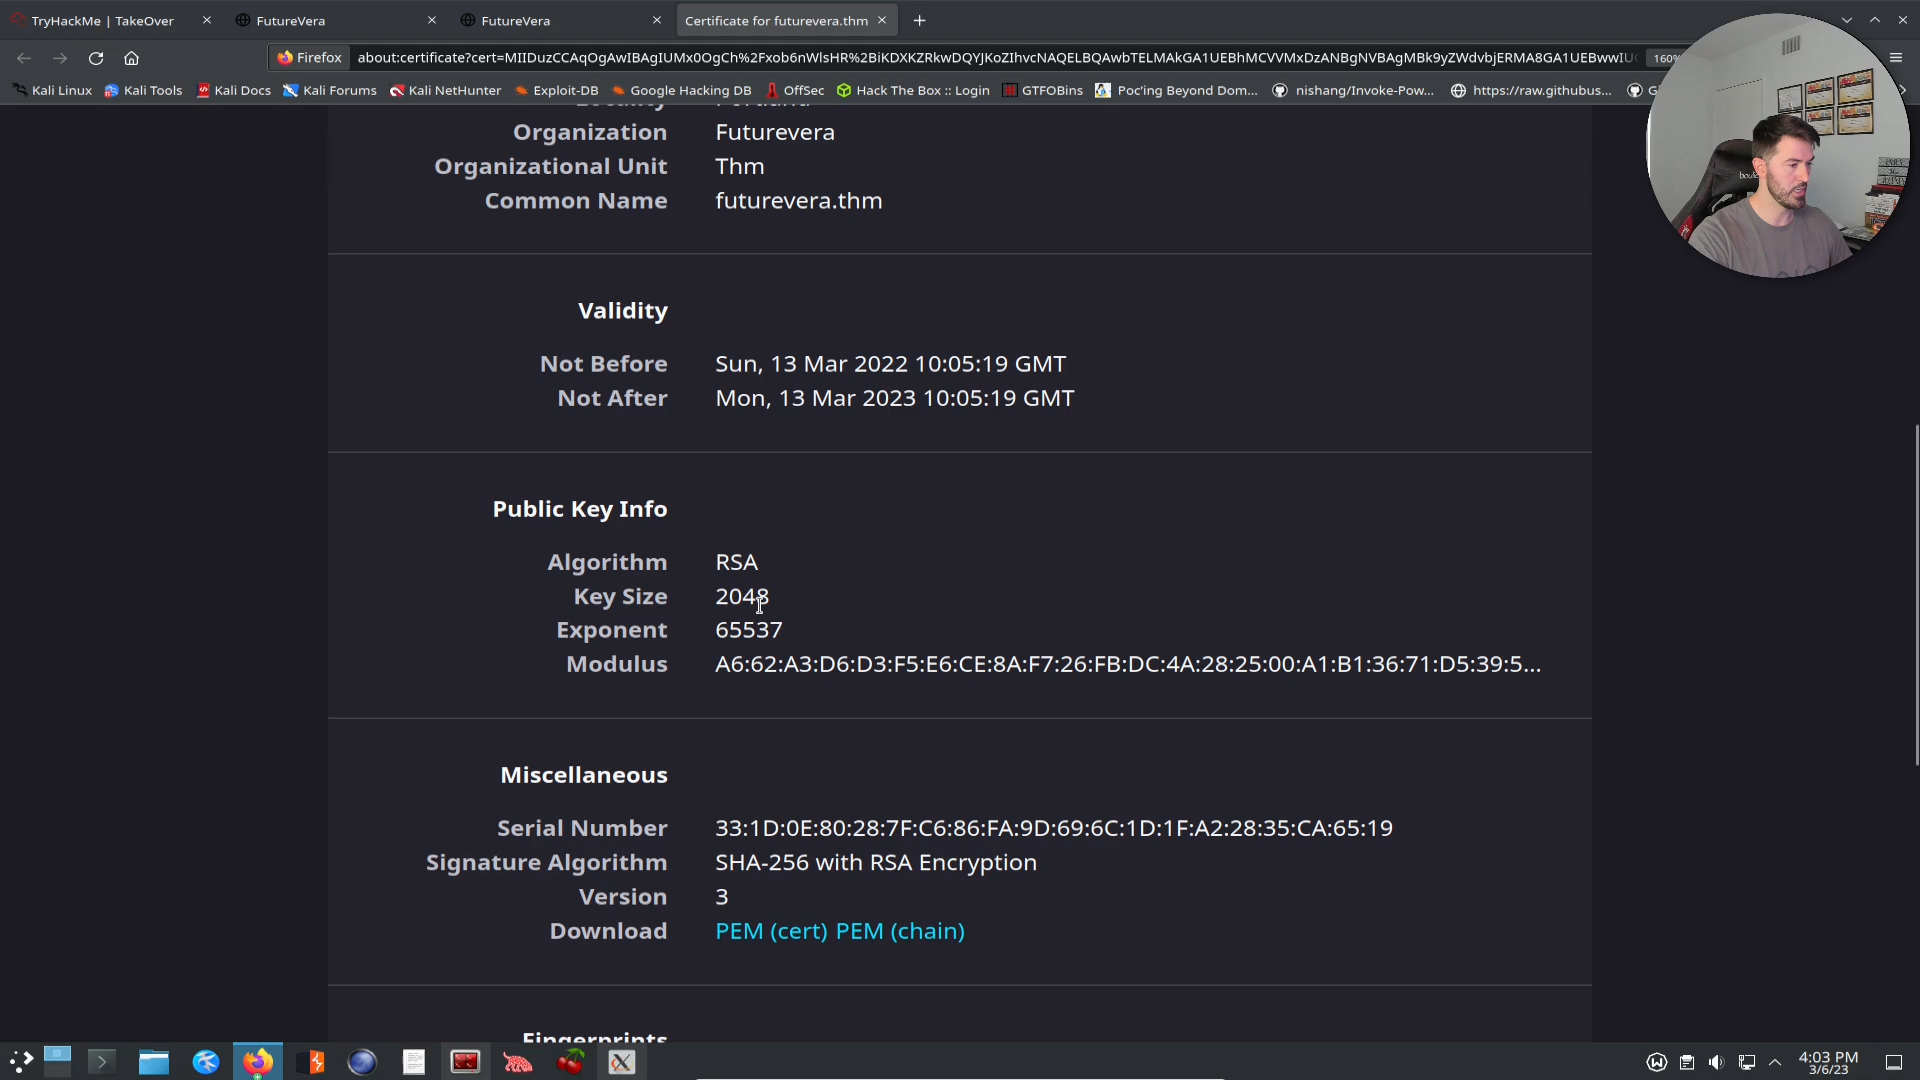 TryHackMe | TakeOver
FutureVera
FutureVera
Certificate for futurevera.thm
Firefox
about:certificate?cert=MIIDuzCCAqOgAwIBAgIUMx0OgCh%2Fxob6nWlsHR%2BiKDXKZRkwDQYJKoZIhvcNAQELBQAwbTELMAkGA1UEBhMCVVMxDzANBgNVBAgMBk9yZWdvbjERMA8GA1UEBwwIU
160%
Kali Linux
Kali Tools
Kali Docs
Kali Forums
Kali NetHunter
Exploit-DB
Google Hacking DB
OffSec
Hack The Box :: Login
GTFOBins
Poc'ing Beyond Dom...
nishang/Invoke-Pow...
https://raw.githubus...
Organization Futurevera
Organizational Unit Thm
Common Name futurevera.thm
Validity
Not Before Sun, 13 Mar 2022 10:05:19 GMT
Not After Mon, 13 Mar 2023 10:05:19 GMT
Public Key Info
Algorithm RSA
Key Size 2048
Exponent 65537
Modulus A6:62:A3:D6:D3:F5:E6:CE:8A:F7:26:FB:DC:4A:28:25:00:A1:B1:36:71:D5:39:5...
Miscellaneous
Serial Number 33:1D:0E:80:28:7F:C6:86:FA:9D:69:6C:1D:1F:A2:28:35:CA:65:19
Signature Algorithm SHA-256 with RSA Encryption
Version 3
Download PEM (cert) PEM (chain)
Fingerprints
4:03 PM
3/6/23